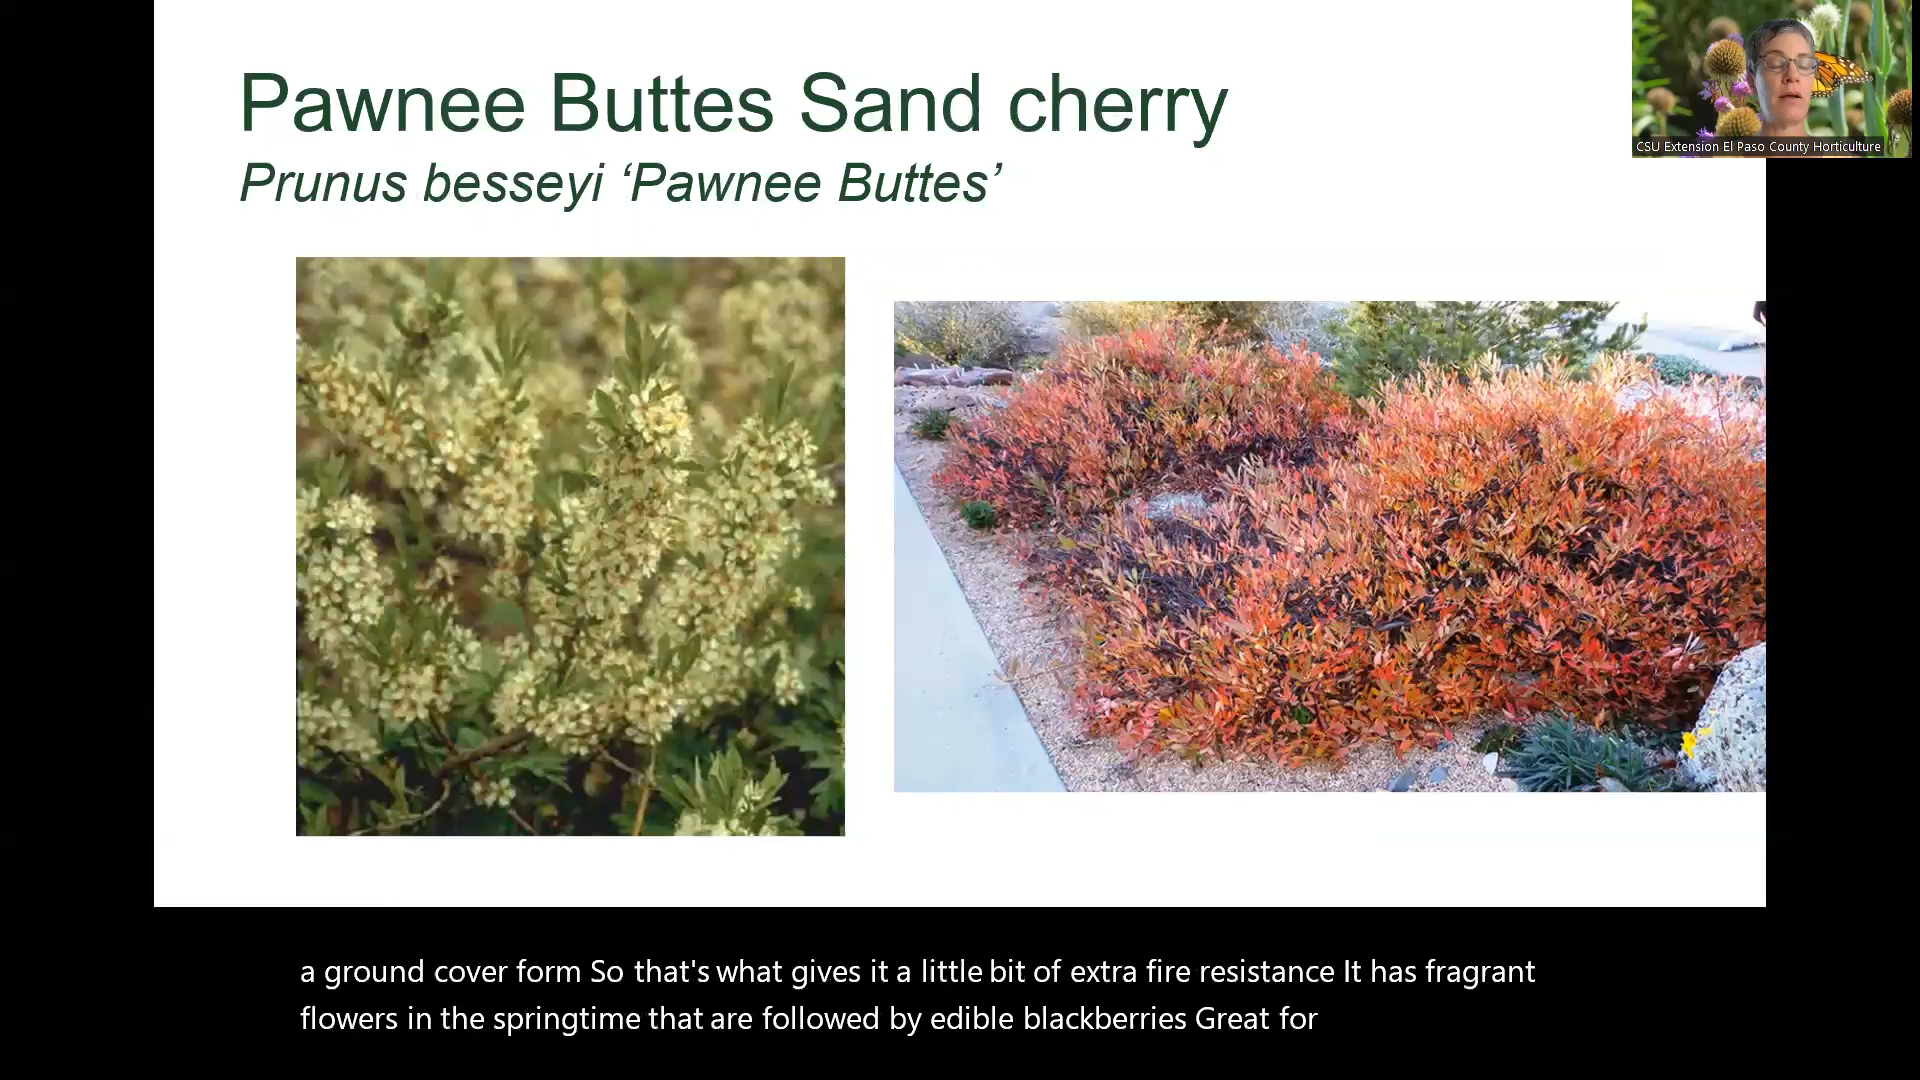 Pawnee Buttes Sand cherry
Prunus besseyi ‘Pawnee Buttes’
CSU Extension El Paso County Horticulture
a ground cover form So that's what gives it a little bit of extra fire resistance It has fragrant
flowers in the springtime that are followed by edible blackberries Great for